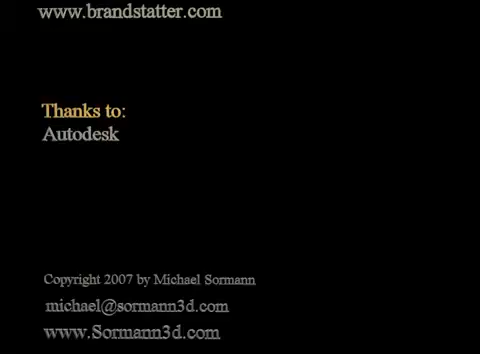 www.brandstatter.com
Thanks to:
Autodesk
Copyright 2007 by Michael Sormann
michael@sormann3d.com
www.Sormann3d.com